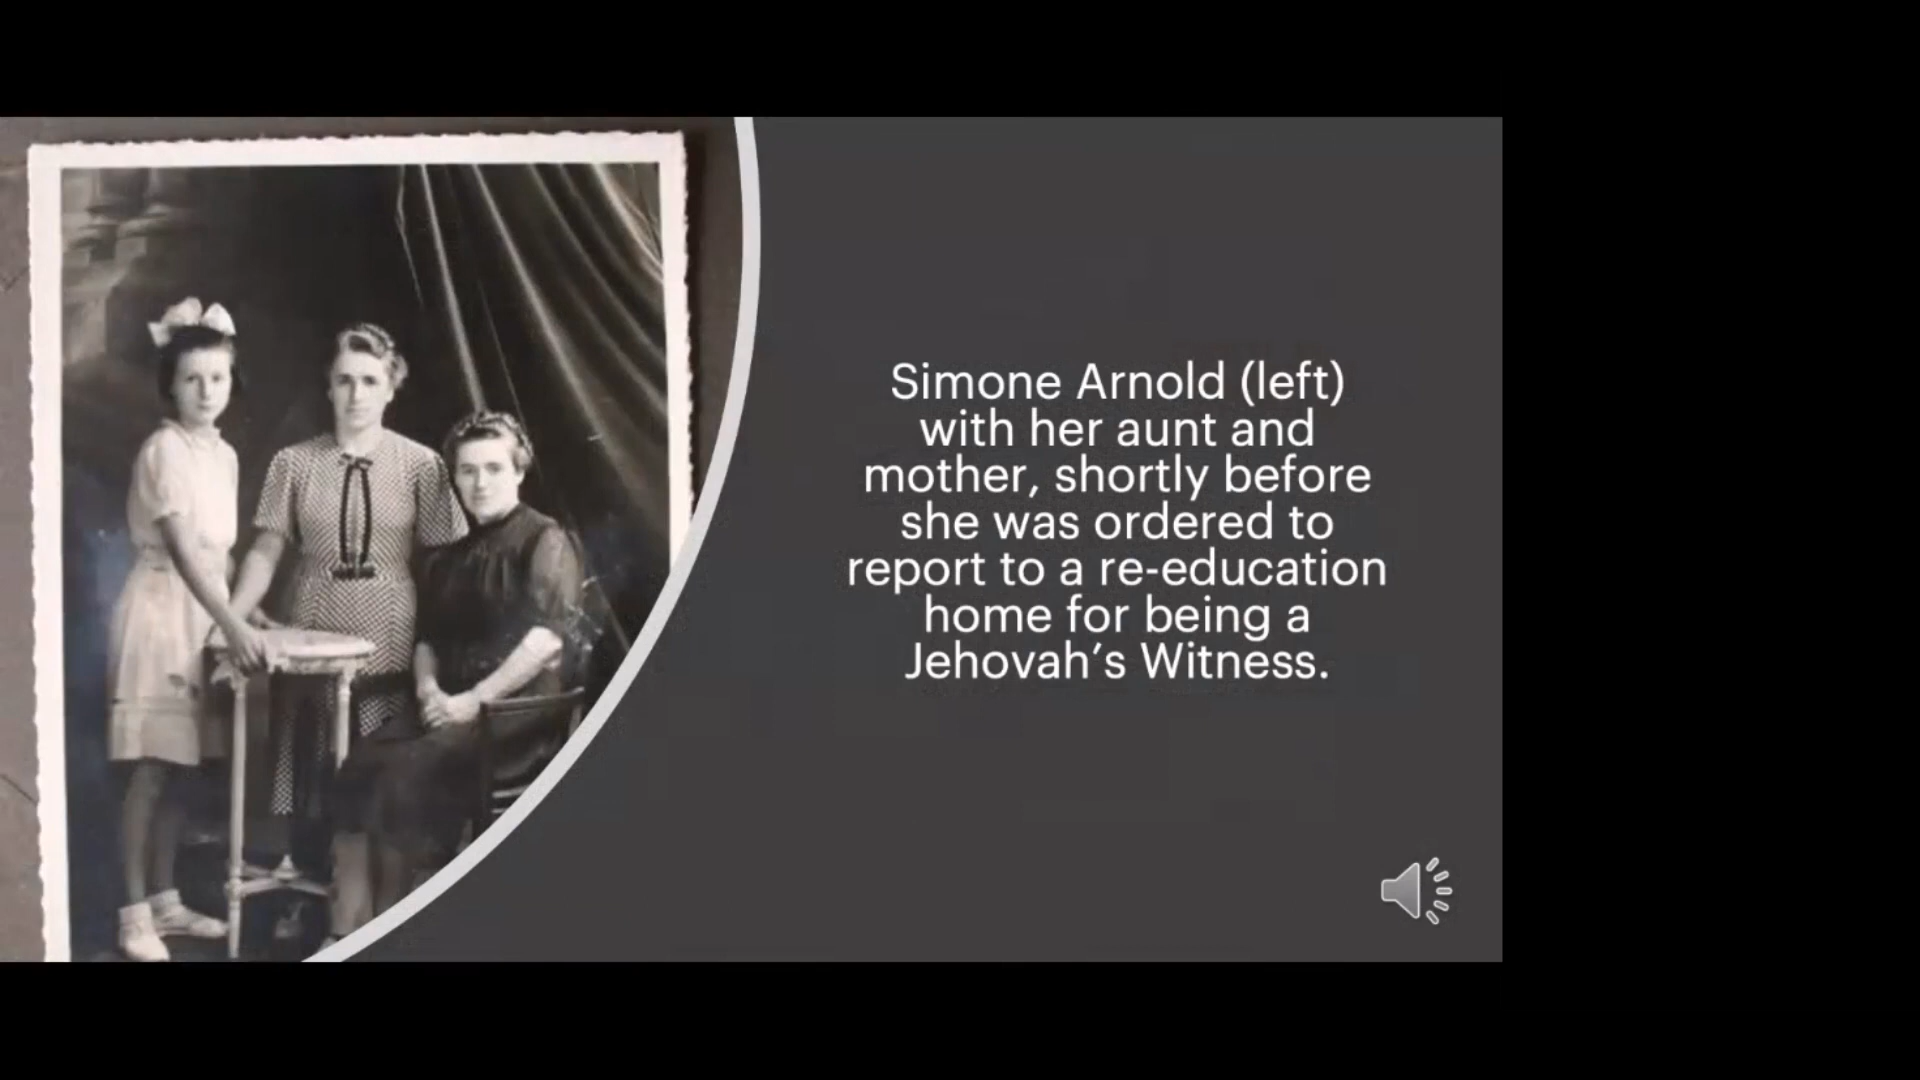 Simone Arnold (left)
with her aunt and
mother, shortly before
she was ordered to
report to a re-education
home for being a
Jehovah’s Witness.